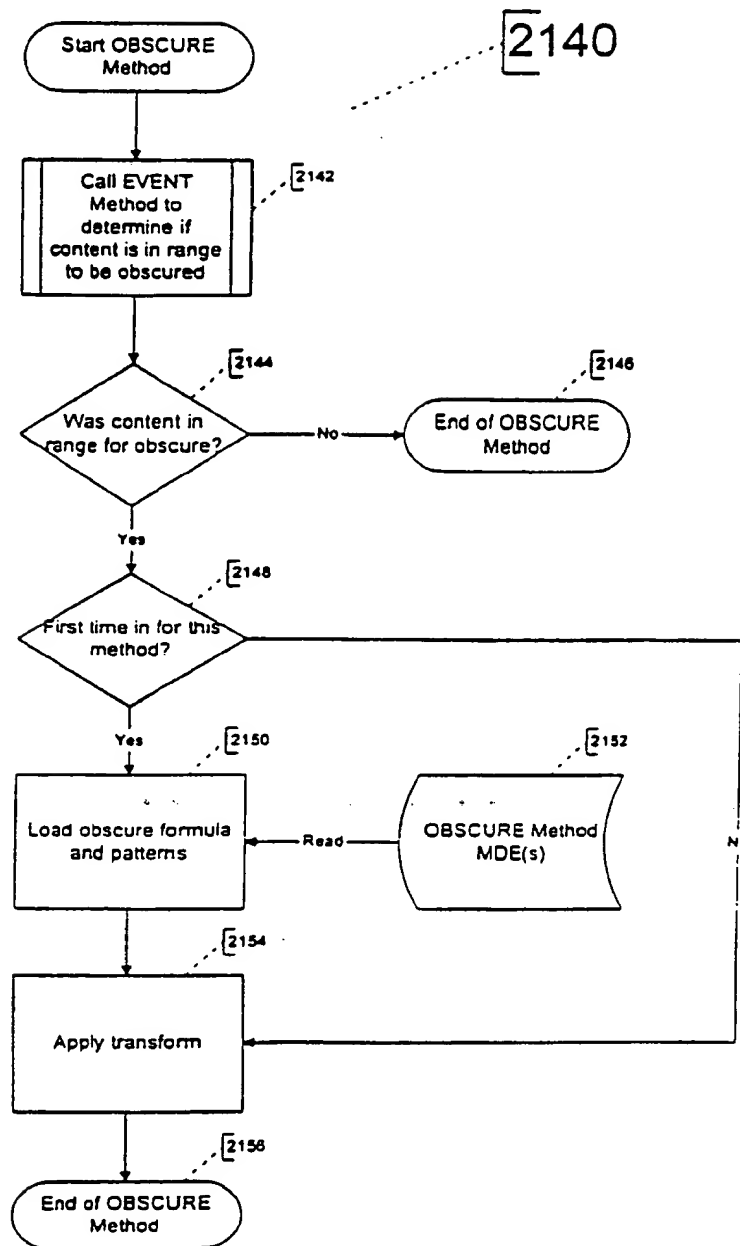 Start OBSCURE
Method
2140
Call EVENT
Method to
determine if
content is in range
to be obscured
2142
2144
Was content in
range for obscure?
No
2146
End of OBSCURE
Method
Yes
2148
First time in for this
method?
Yes
2150
Load obscure formula
and patterns
Read
2152
OBSCURE Method
MDE(s)
N
2154
Apply transform
2156
End of OBSCURE
Method